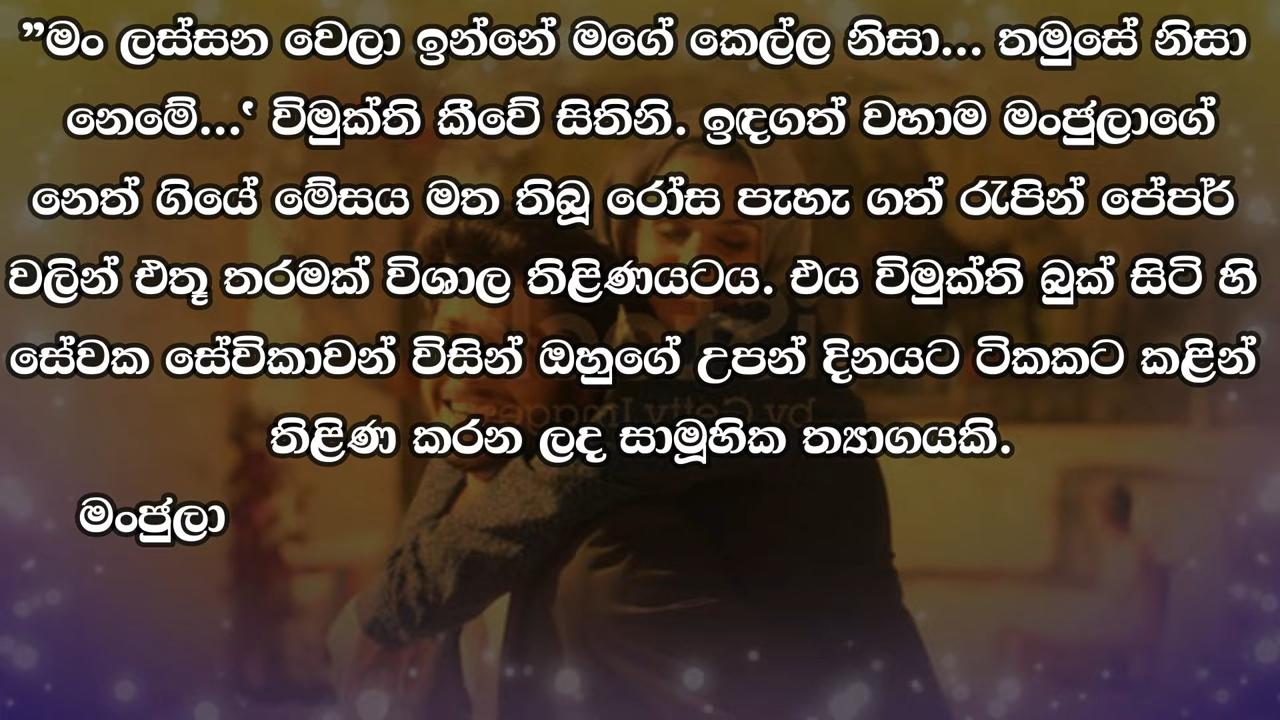 ”මං ලස්සන වෙලා ඉන්නේ මගේ කෙල්ල නිසා... තමුසේ නිසා
නෙමේ...‘ විමුක්ති කීවේ සිතිනි. ඉඳගත් වහාම මංජුලාගේ
නෙත් ගියේ මේසය මත තිබූ රෝස පැහැ ගත් රැපින් පේපර්
වලින් එතූ තරමක් විශාල තිළිණයටය. එය විමුක්ති බුක් සිටි හි
සේවක සේවිකාවන් විසින් ඔහුගේ උපන් දිනයට ටිකකට කළින්
තිළිණ කරන ලද සාමූහික ත්‍යාගයකි.
මංජුලා